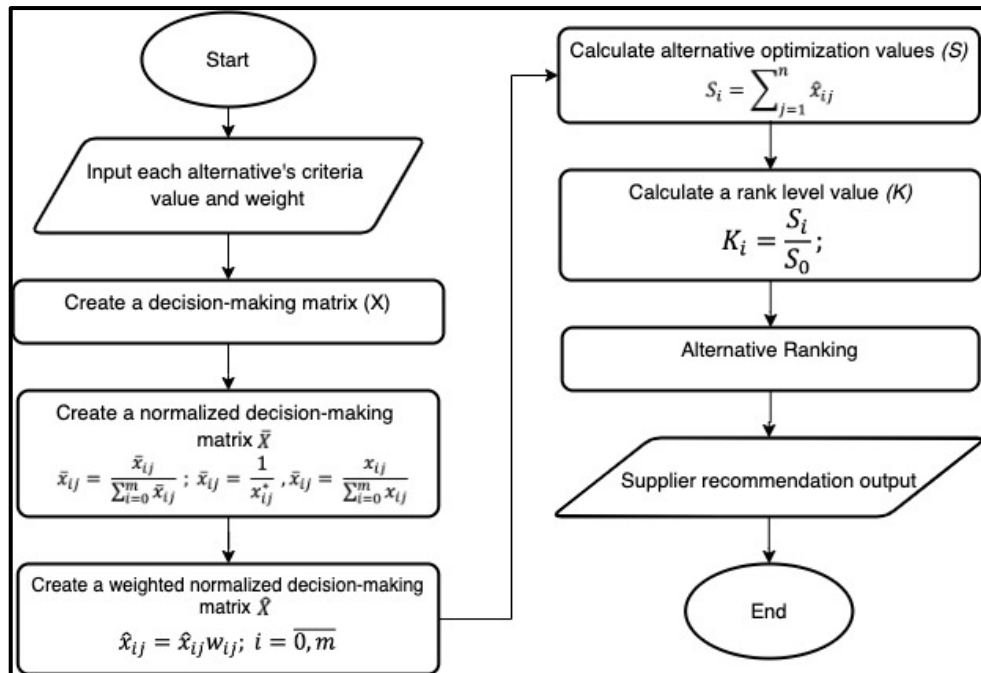 Start
Input each alternative's criteria
value and weight
Create a decision-making matrix (X)
Create a normalized decision-making
matrix X̄
x̄ᵢⱼ = x̄ᵢⱼ / ∑ᵢ₌₀ᵐ x̄ᵢⱼ ; x̄ᵢⱼ = 1 / x*ᵢⱼ , x̄ᵢⱼ = xᵢⱼ / ∑ᵢ₌₀ᵐ xᵢⱼ
Create a weighted normalized decision-making
matrix X̂
x̂ᵢⱼ = x̂ᵢⱼwᵢⱼ; i = 0,m̅
Calculate alternative optimization values (S)
Sᵢ = ∑ⱼ₌₁ⁿ x̂ᵢⱼ
Calculate a rank level value (K)
Kᵢ = Sᵢ / S₀ ;
Alternative Ranking
Supplier recommendation output
End